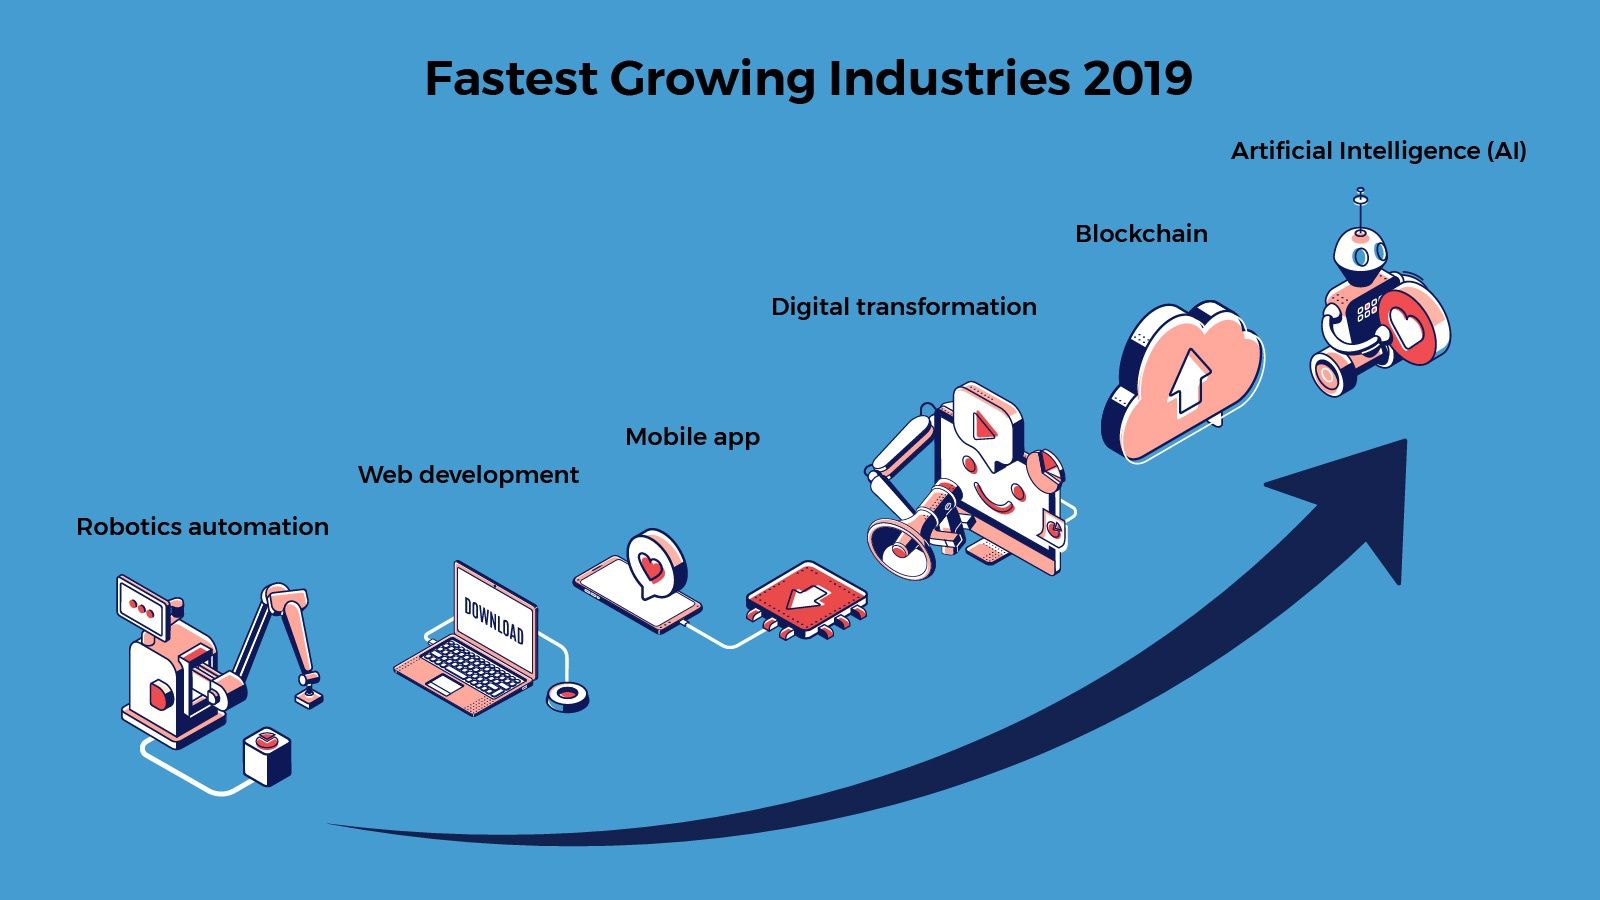 Fastest Growing Industries 2019
Artificial Intelligence (AI)
Blockchain
Digital transformation
Mobile app
Web development
Robotics automation
DOWNLOAD